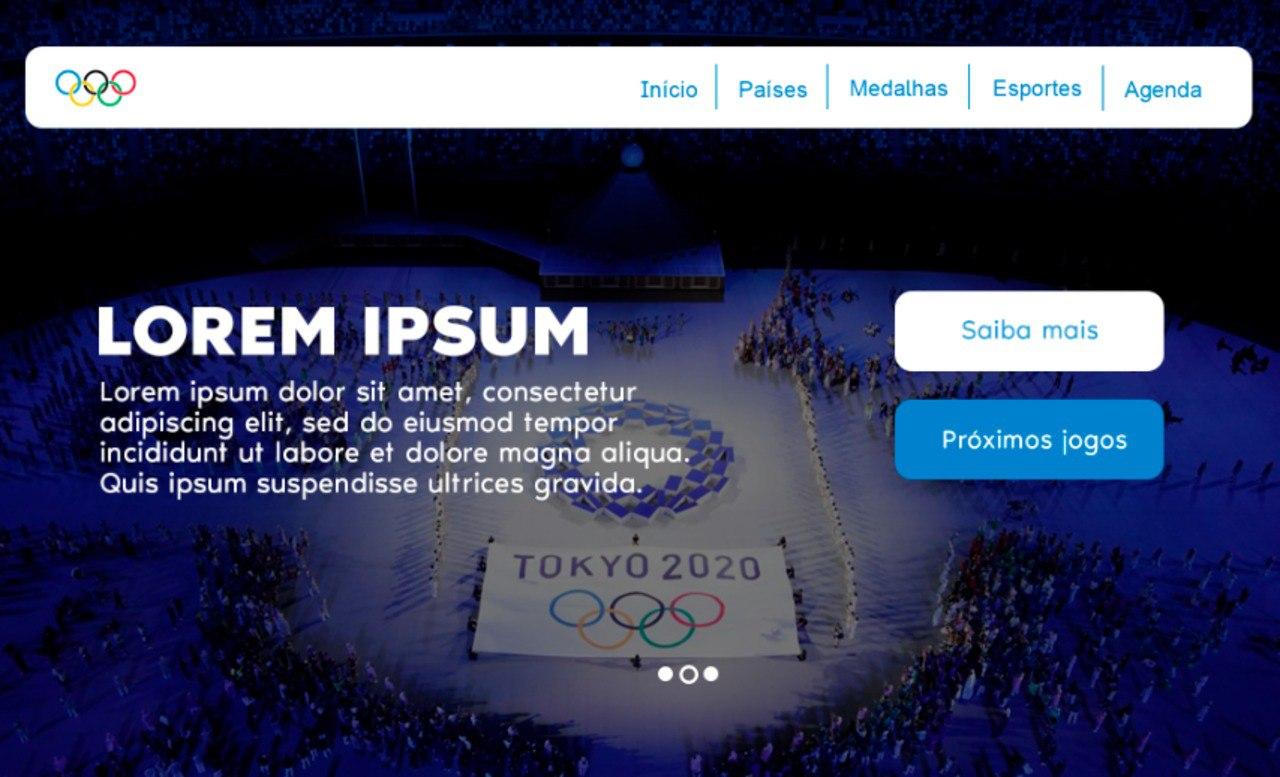 Início
Países
Medalhas
Esportes
Agenda
LOREM IPSUM
Lorem ipsum dolor sit amet, consectetur
adipiscing elit, sed do eiusmod tempor
incididunt ut labore et dolore magna aliqua.
Quis ipsum suspendisse ultrices gravida.
Saiba mais
Próximos jogos
TOKYO 2020